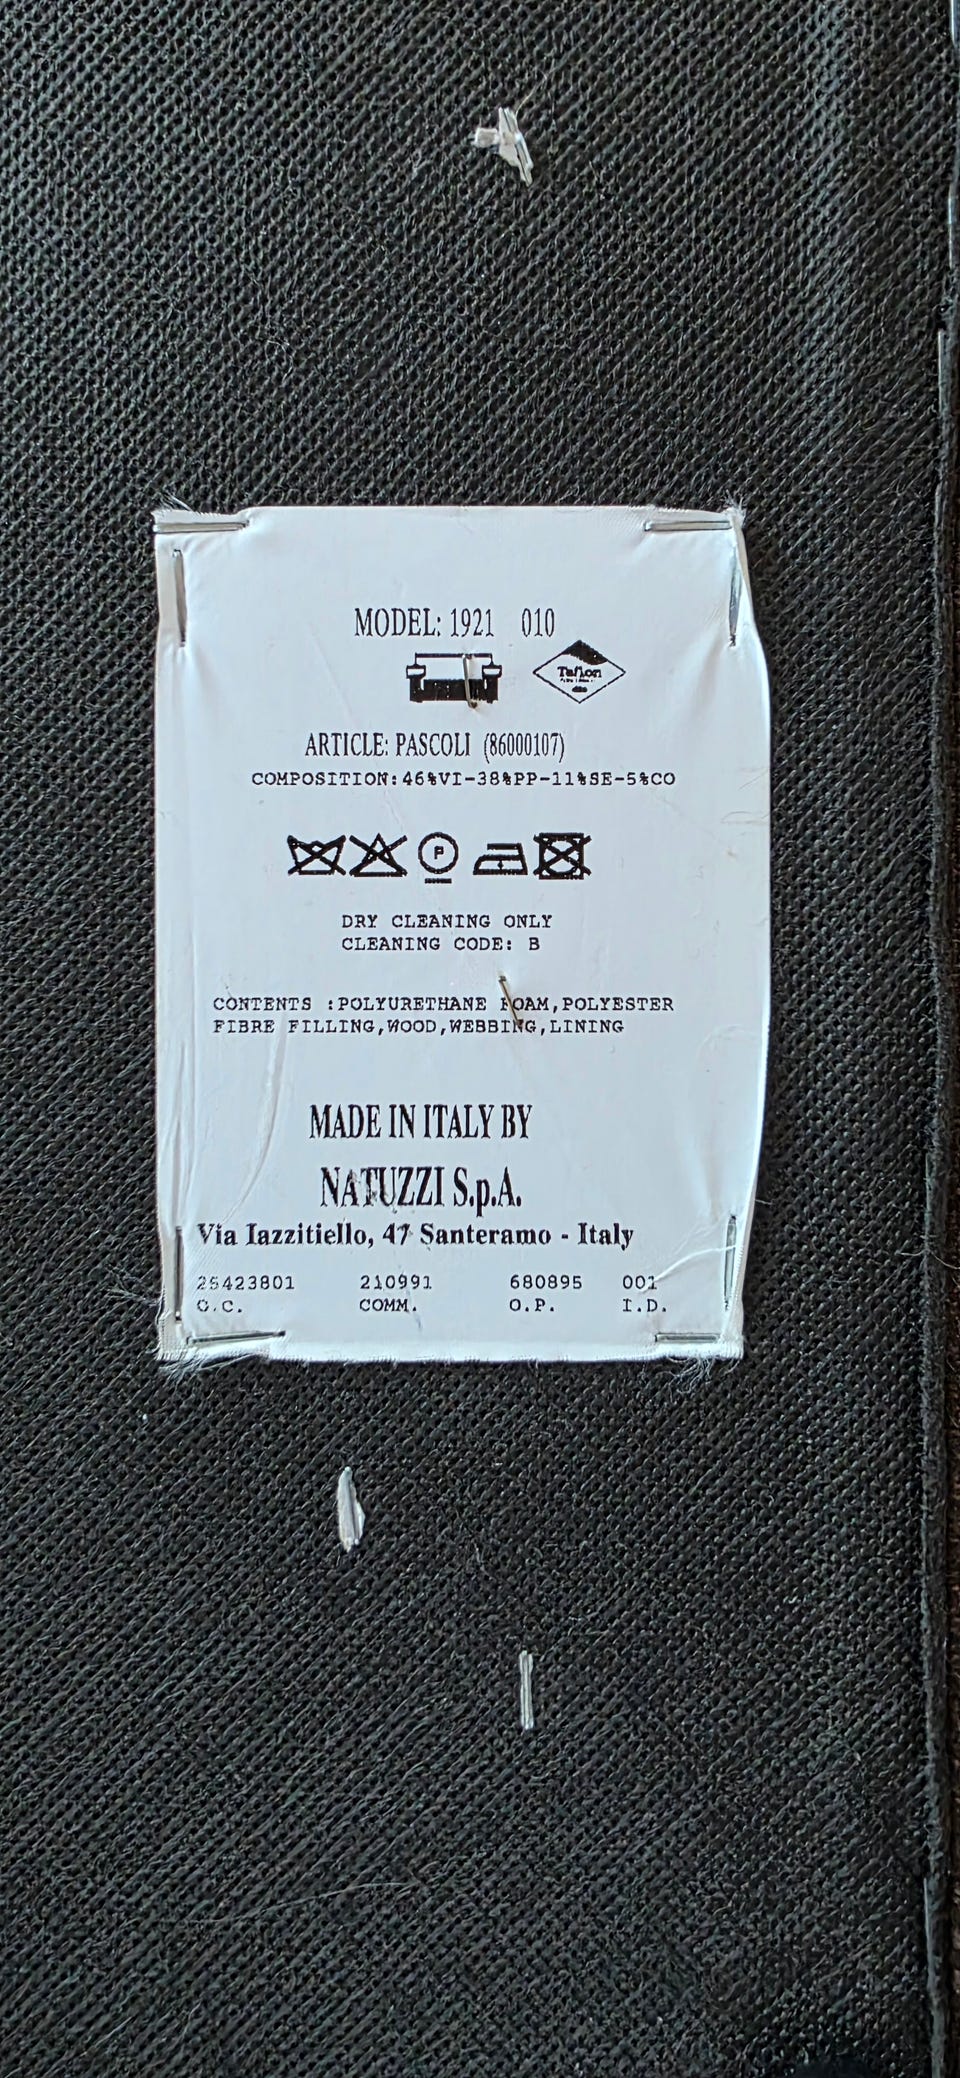 MODEL: 1921 010
Teflon
ARTICLE: PASCOLI (86000107)
COMPOSITION:46%VI-38%PP-11%SE-5%CO
P
DRY CLEANING ONLY
CLEANING CODE: B
CONTENTS :POLYURETHANE FOAM,POLYESTER
FIBRE FILLING,WOOD,WEBBING,LINING
MADE IN ITALY BY
NATUZZI S.p.A.
Via Iazzitiello, 47 Santeramo - Italy
25423801 210991 680895 001
O.C. COMM. O.P. I.D.